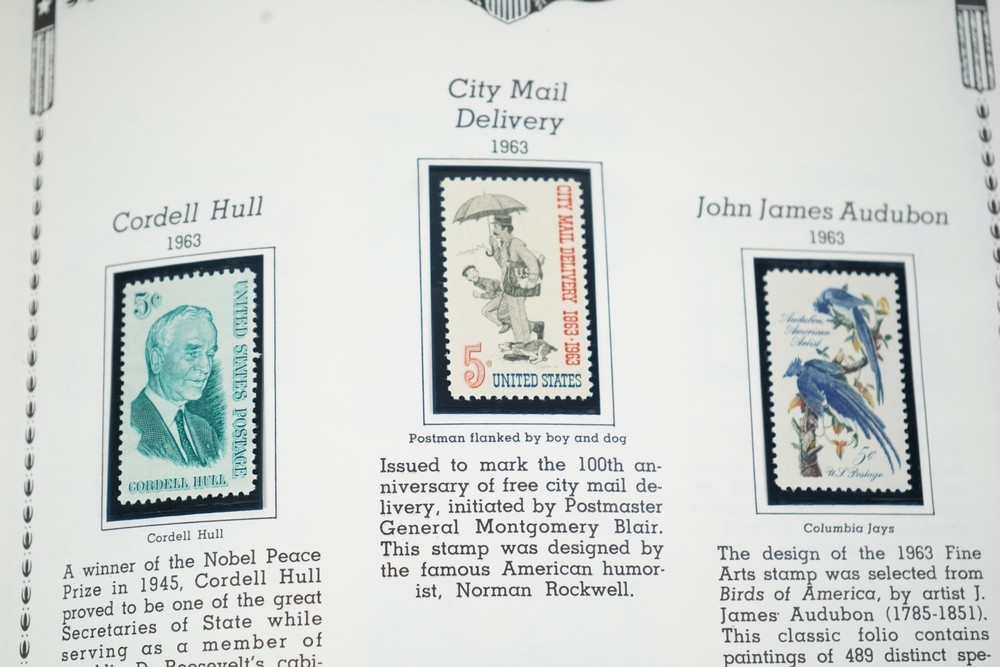 City Mail
Delivery
1963
CITY MAIL DELIVERY 1863·1963
U.S.
5c
UNITED STATES
Postman flanked by boy and dog
Issued to mark the 100th an-
niversary of free city mail de-
livery, initiated by Postmaster
General Montgomery Blair.
This stamp was designed by
the famous American humor-
ist, Norman Rockwell.
Cordell Hull
1963
5c
UNITED STATES POSTAGE
CORDELL HULL
Cordell Hull
A winner of the Nobel Peace
Prize in 1945, Cordell Hull
proved to be one of the great
Secretaries of State while
serving as a member of
D. Roosevelt's cabi-
John James Audubon
1963
Audubon,
American
Artist
5c
U.S. Postage
Columbia Jays
The design of the 1963 Fine
Arts stamp was selected from
Birds of America, by artist J.
James Audubon (1785-1851).
This classic folio contains
paintings of 489 distinct spe-